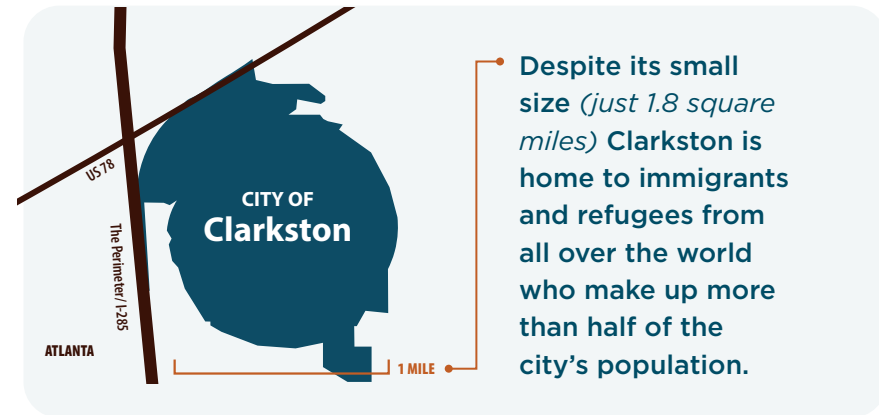 US 78
CITY OF
Clarkston
The Perimeter/ I-285
ATLANTA
1 MILE
Despite its small
size (just 1.8 square
miles) Clarkston is
home to immigrants
and refugees from
all over the world
who make up more
than half of the
city’s population.